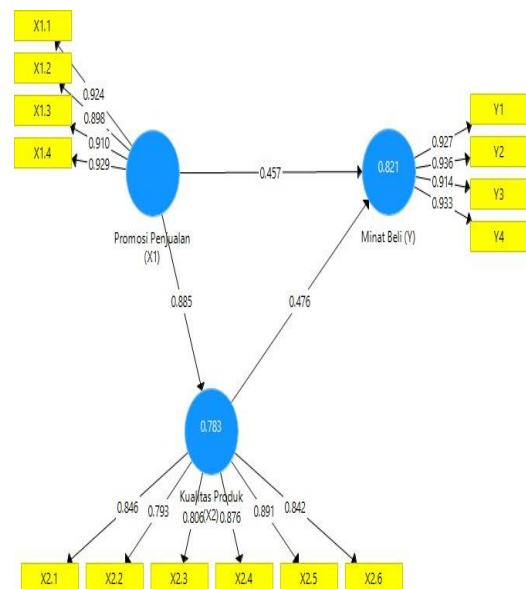 X1.1
X1.2
X1.3
X1.4
0.924
0.898
0.910
0.929
Promosi Penjualan
(X1)
0.457
0.821
Minat Beli (Y)
0.927
0.936
0.914
0.933
Y1
Y2
Y3
Y4
0.885
0.476
0.783
Kualitas Produk
(X2)
0.846
0.793
0.806
0.876
0.891
0.842
X2.1
X2.2
X2.3
X2.4
X2.5
X2.6